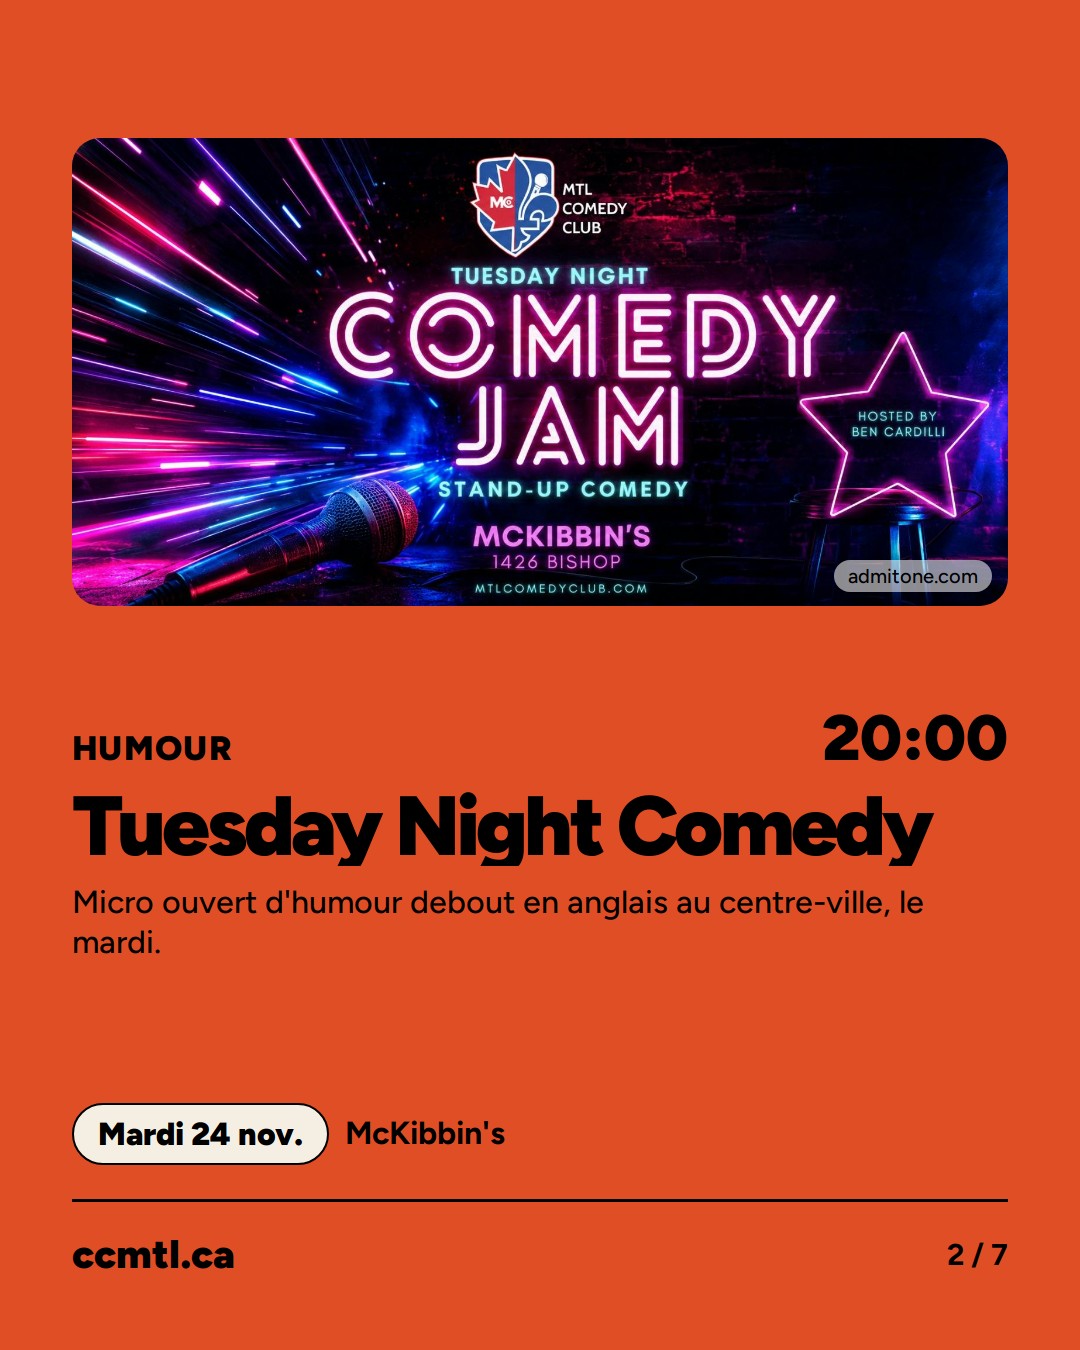 MC
MTL
COMEDY
CLUB
TUESDAY NIGHT
COMEDY
JAM
STAND-UP COMEDY
HOSTED BY
BEN CARDILLI
MCKIBBIN'S
1426 BISHOP
MTLCOMEDYCLUB.COM
admitone.com
HUMOUR
20:00
Tuesday Night Comedy
Micro ouvert d'humour debout en anglais au centre-ville, le
mardi.
Mardi 24 nov.
McKibbin's
ccmtl.ca
2 / 7